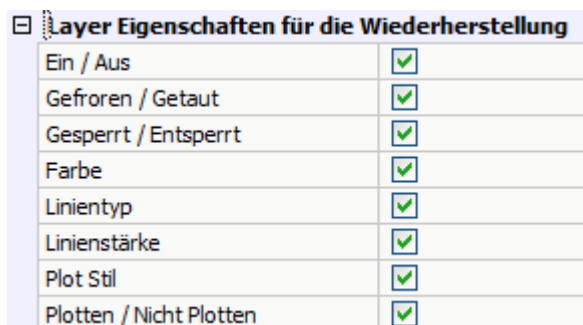 Layer Eigenschaften für die Wiederherstellung
Ein / Aus
Gefroren / Getaut
Gesperrt / Entsperrt
Farbe
Linientyp
Linienstärke
Plot Stil
Plotten / Nicht Plotten